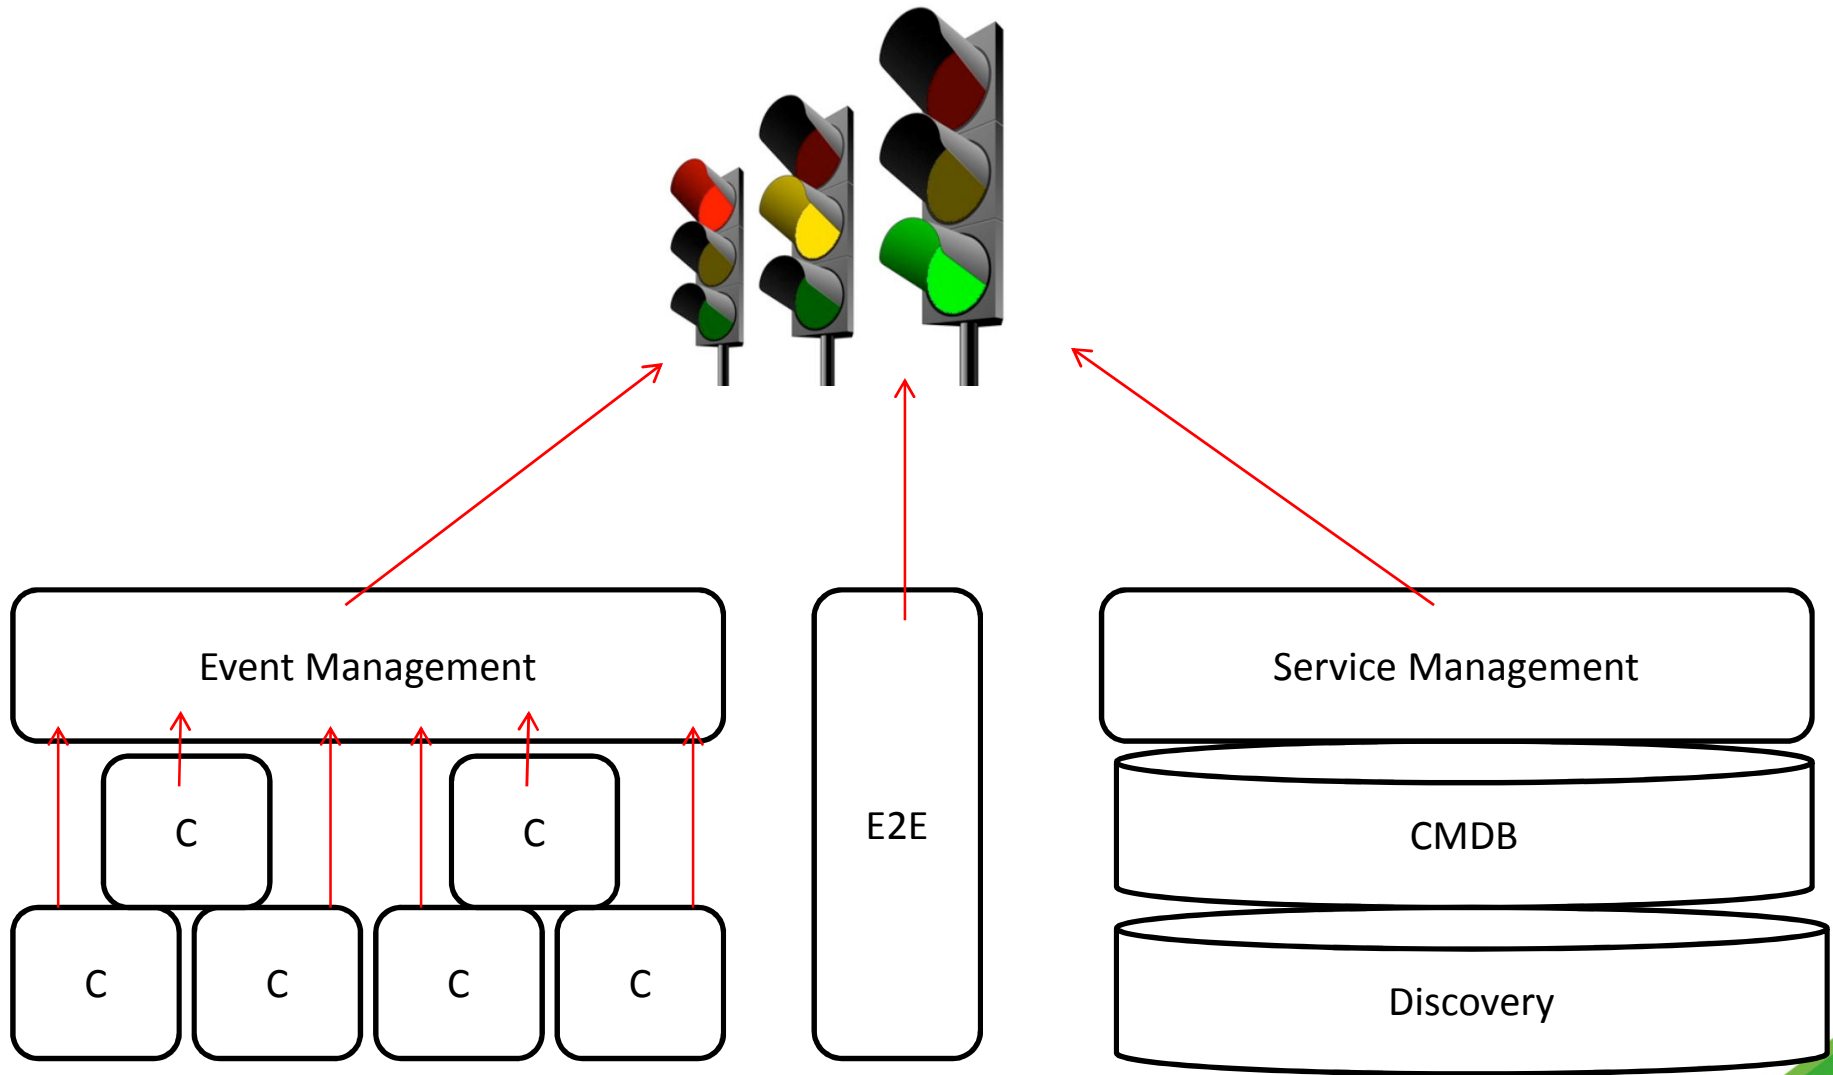 Event Management
Service Management
C
C
E2E
CMDB
C
C
C
C
Discovery